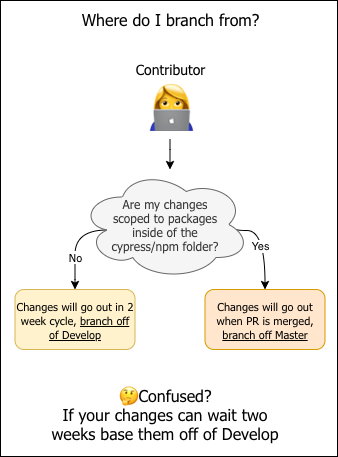 Where do I branch from?
Contributor
Are my changes
scoped to packages
inside of the
cypress/npm folder?
No
Yes
Changes will go out in 2
week cycle, branch off
of Develop
Changes will go out
when PR is merged,
branch off Master
🤔Confused?
If your changes can wait two
weeks base them off of Develop